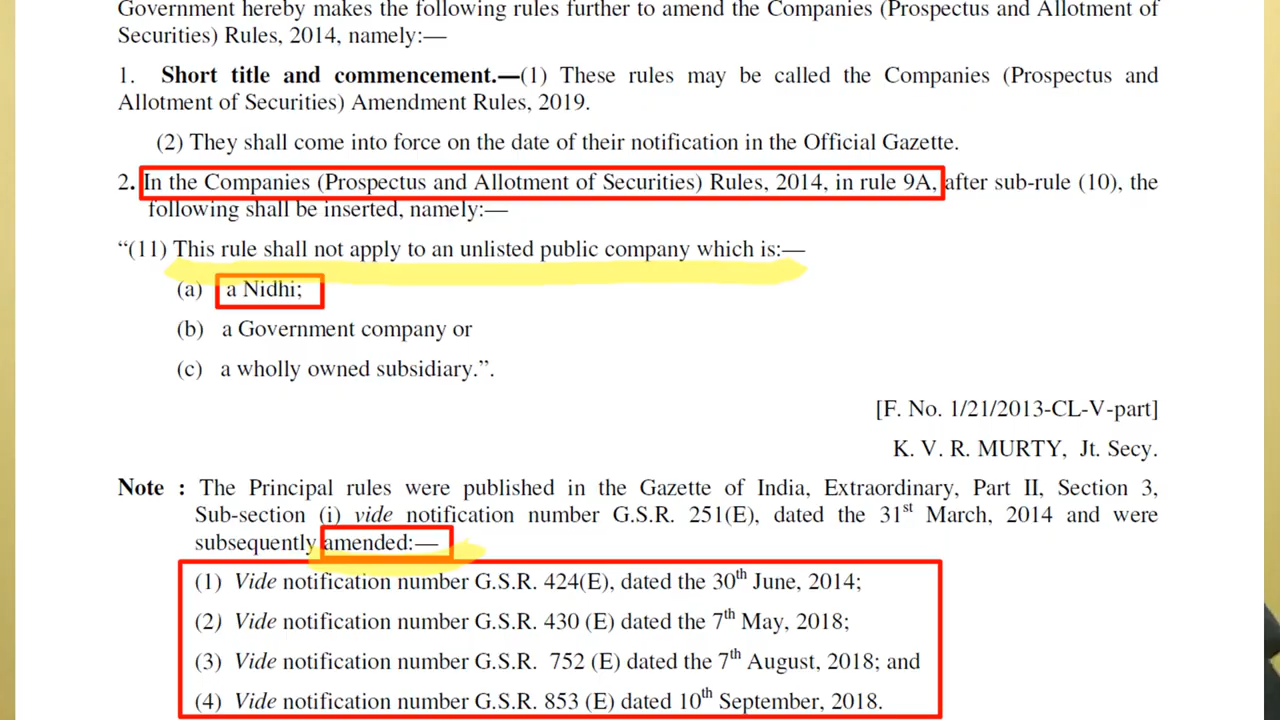 Government hereby makes the following rules further to amend the Companies (Prospectus and Allotment of
Securities) Rules, 2014, namely:—
1. Short title and commencement.—(1) These rules may be called the Companies (Prospectus and
Allotment of Securities) Amendment Rules, 2019.
(2) They shall come into force on the date of their notification in the Official Gazette.
2. In the Companies (Prospectus and Allotment of Securities) Rules, 2014, in rule 9A, after sub-rule (10), the
following shall be inserted, namely:—
“(11) This rule shall not apply to an unlisted public company which is:—
(a) a Nidhi;
(b) a Government company or
(c) a wholly owned subsidiary.”.
[F. No. 1/21/2013-CL-V-part]
K. V. R. MURTY, Jt. Secy.
Note : The Principal rules were published in the Gazette of India, Extraordinary, Part II, Section 3,
Sub-section (i) vide notification number G.S.R. 251(E), dated the 31st March, 2014 and were
subsequently amended:—
(1) Vide notification number G.S.R. 424(E), dated the 30th June, 2014;
(2) Vide notification number G.S.R. 430 (E) dated the 7th May, 2018;
(3) Vide notification number G.S.R. 752 (E) dated the 7th August, 2018; and
(4) Vide notification number G.S.R. 853 (E) dated 10th September, 2018.